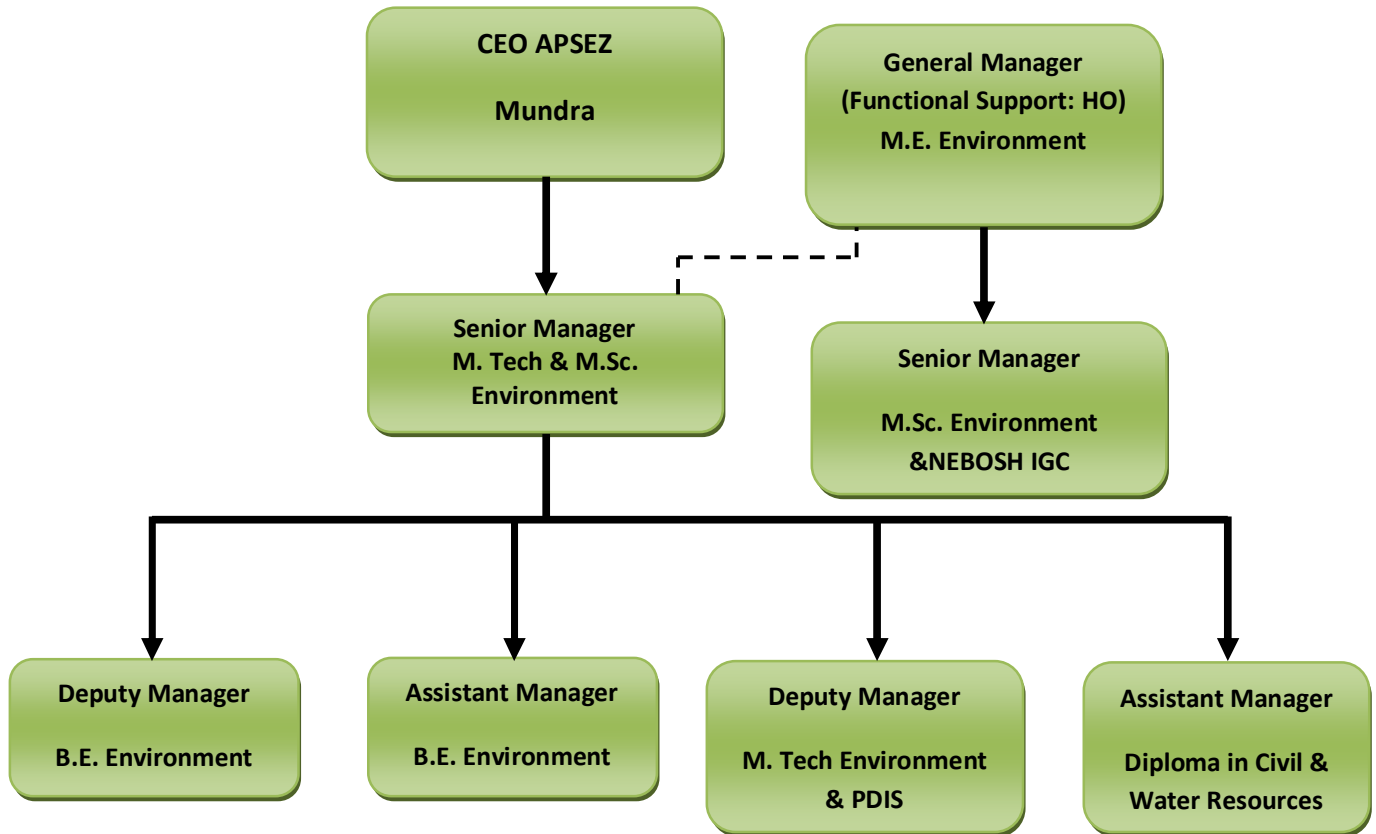 CEO APSEZ
Mundra
General Manager
(Functional Support: HO)
M.E. Environment
Senior Manager
M. Tech & M.Sc.
Environment
Senior Manager
M.Sc. Environment
&NEBOSH IGC
Deputy Manager
B.E. Environment
Assistant Manager
B.E. Environment
Deputy Manager
M. Tech Environment
& PDIS
Assistant Manager
Diploma in Civil &
Water Resources